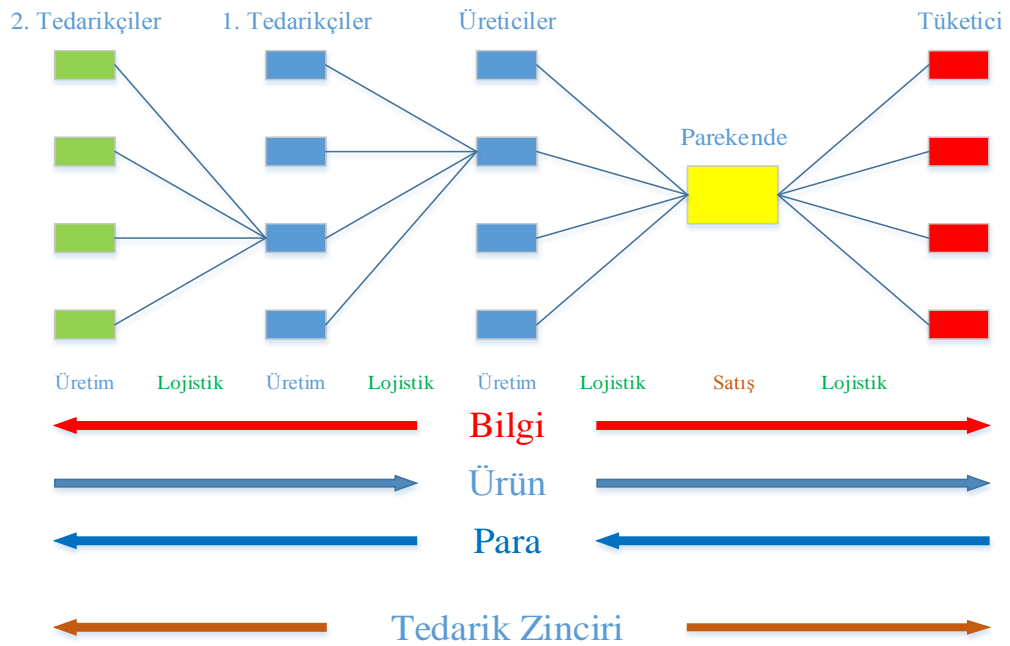 2. Tedarikçiler 1. Tedarikçiler Üreticiler Tüketici
Parekende
Üretim Lojistik Üretim Lojistik Üretim Lojistik Satış Lojistik
Bilgi
Ürün
Para
Tedarik Zinciri